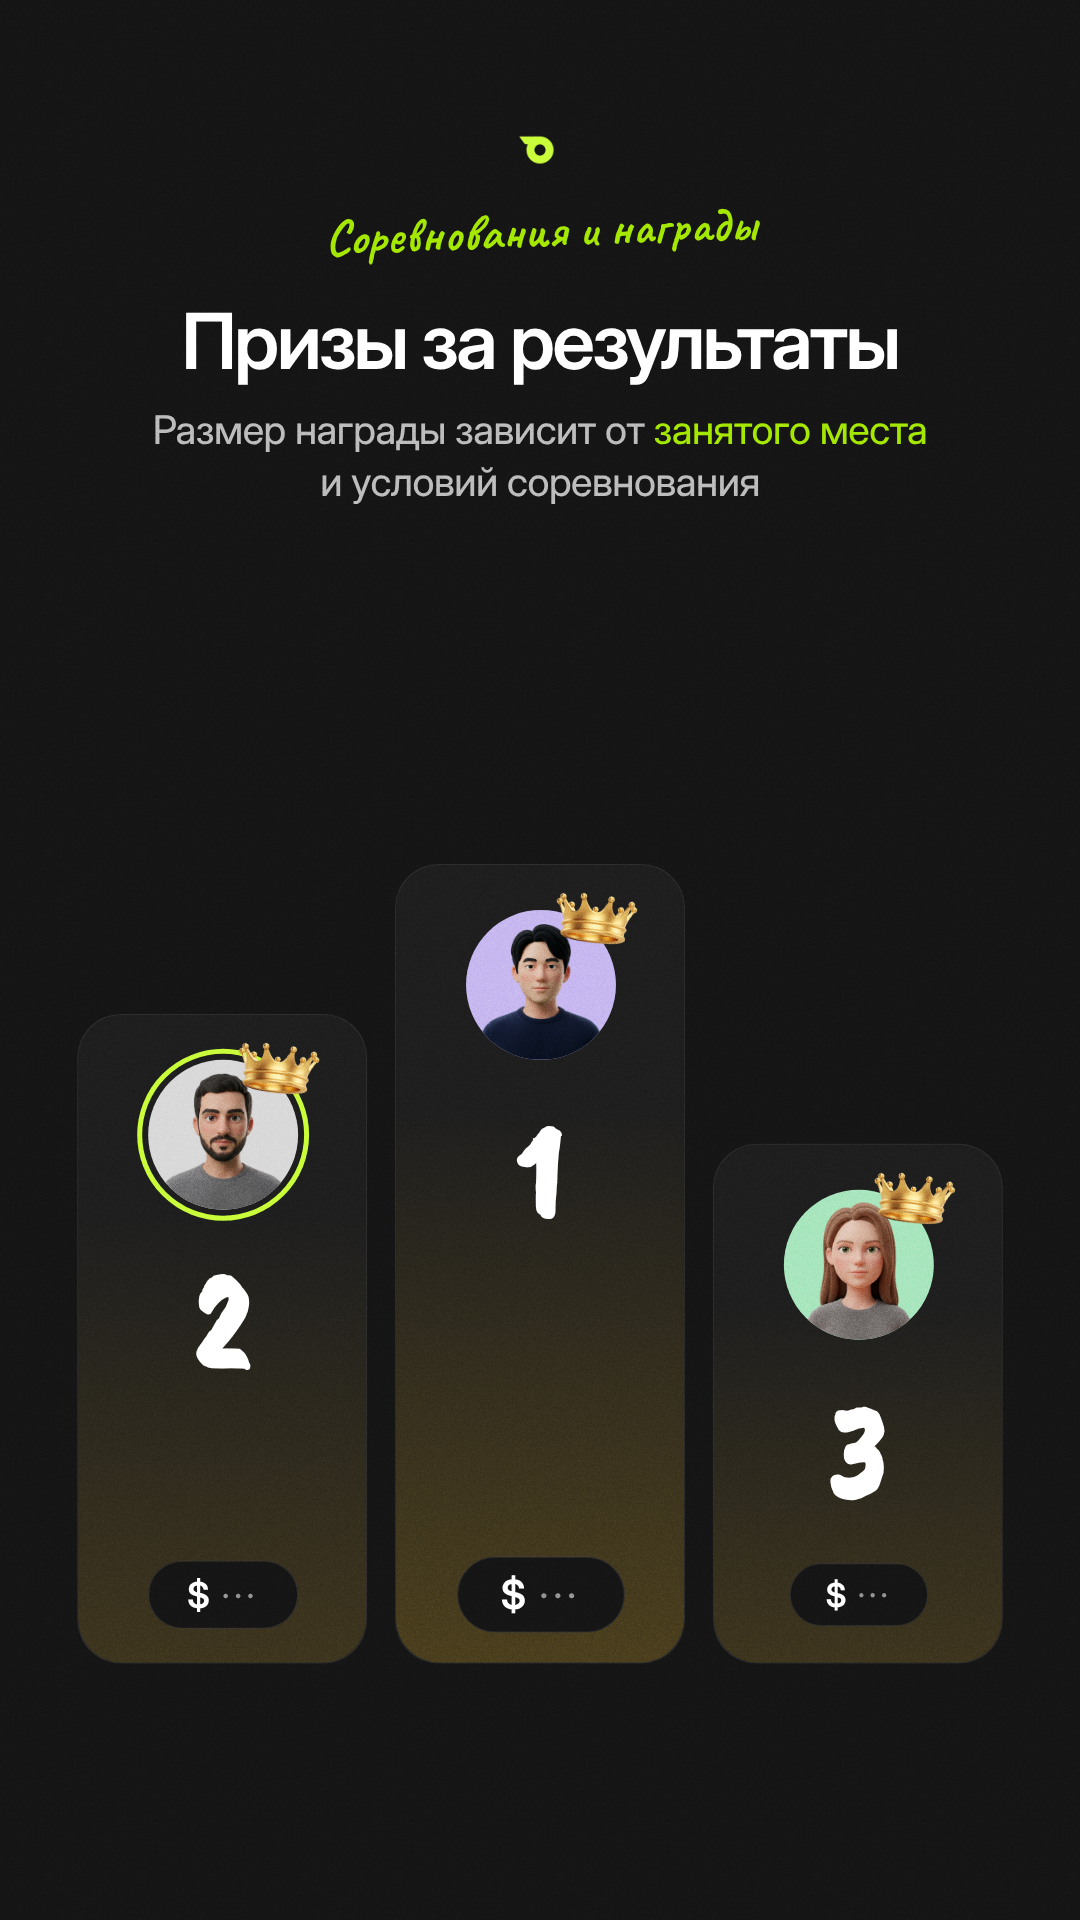 Соревнования и награды
Призы за результаты
Размер награды зависит от занятого места
и условий соревнования
1
2
3
$ ...
$ ...
$ ...